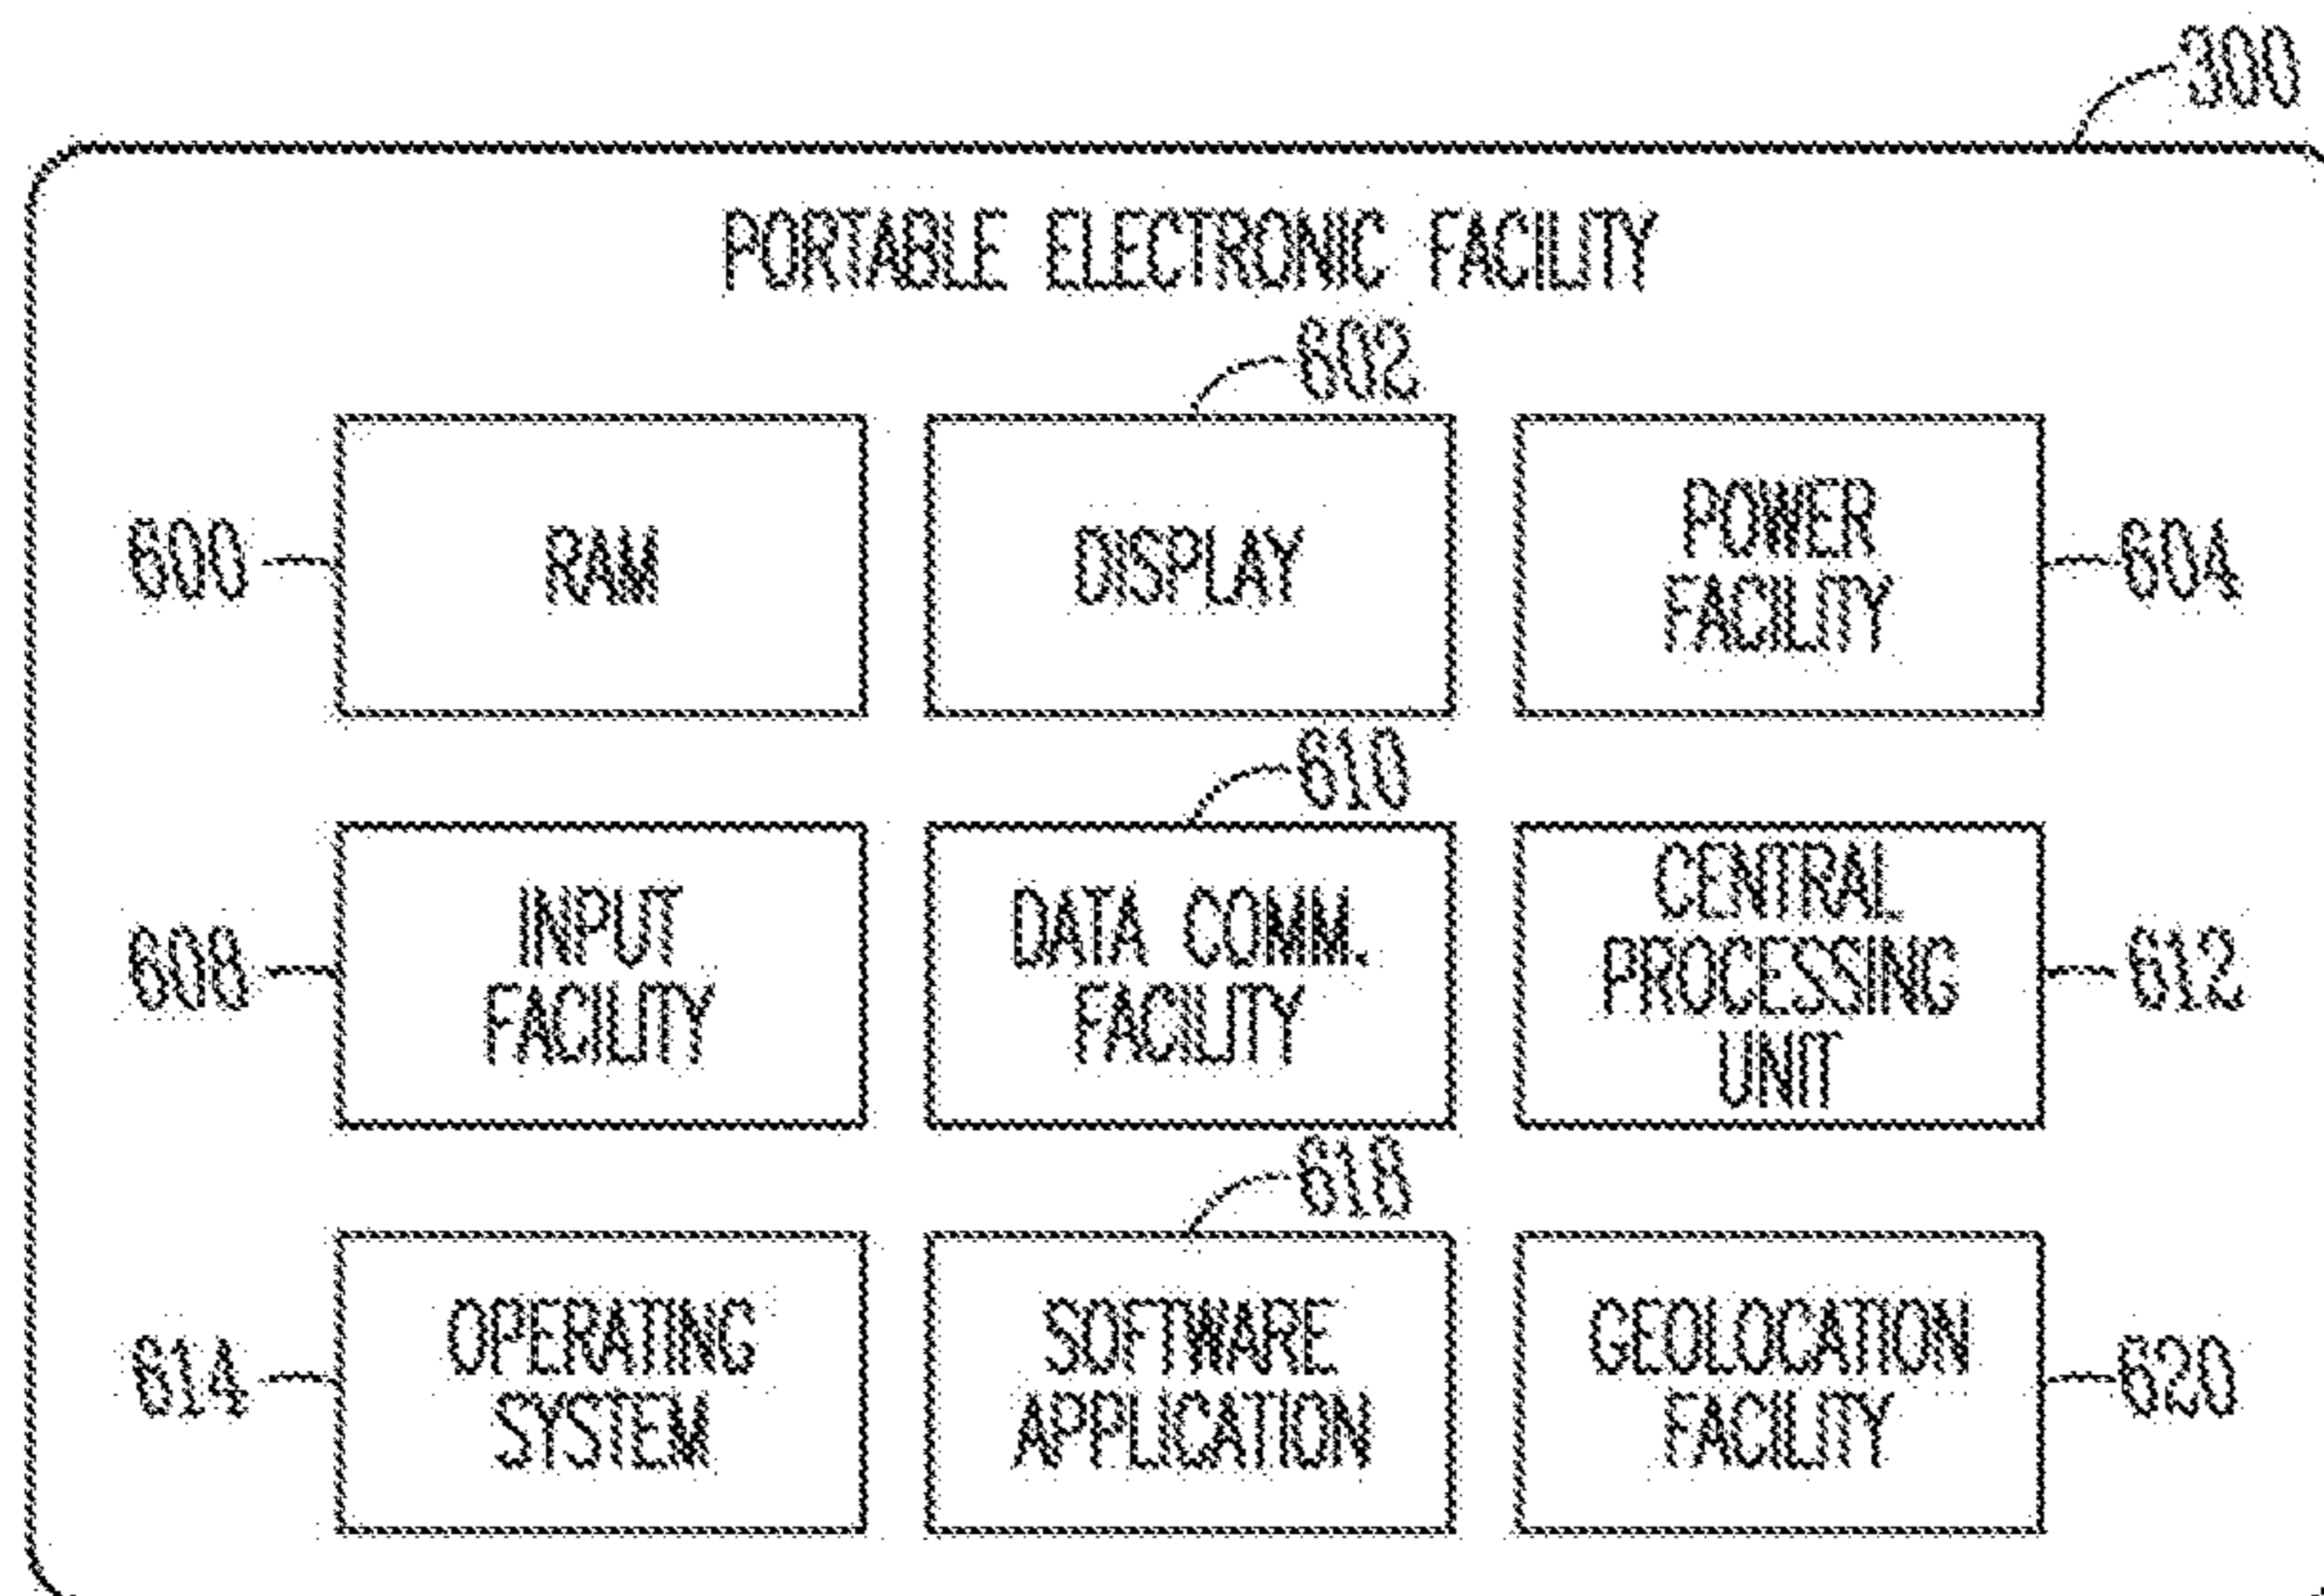 300
PORTABLE ELECTRONIC FACILITY
602
600
RAM
DISPLAY
POWER
FACILITY
604
610
608
INPUT
FACILITY
DATA COMM.
FACILITY
CENTRAL
PROCESSING
UNIT
612
618
614
OPERATING
SYSTEM
SOFTWARE
APPLICATION
GEOLOCATION
FACILITY
620